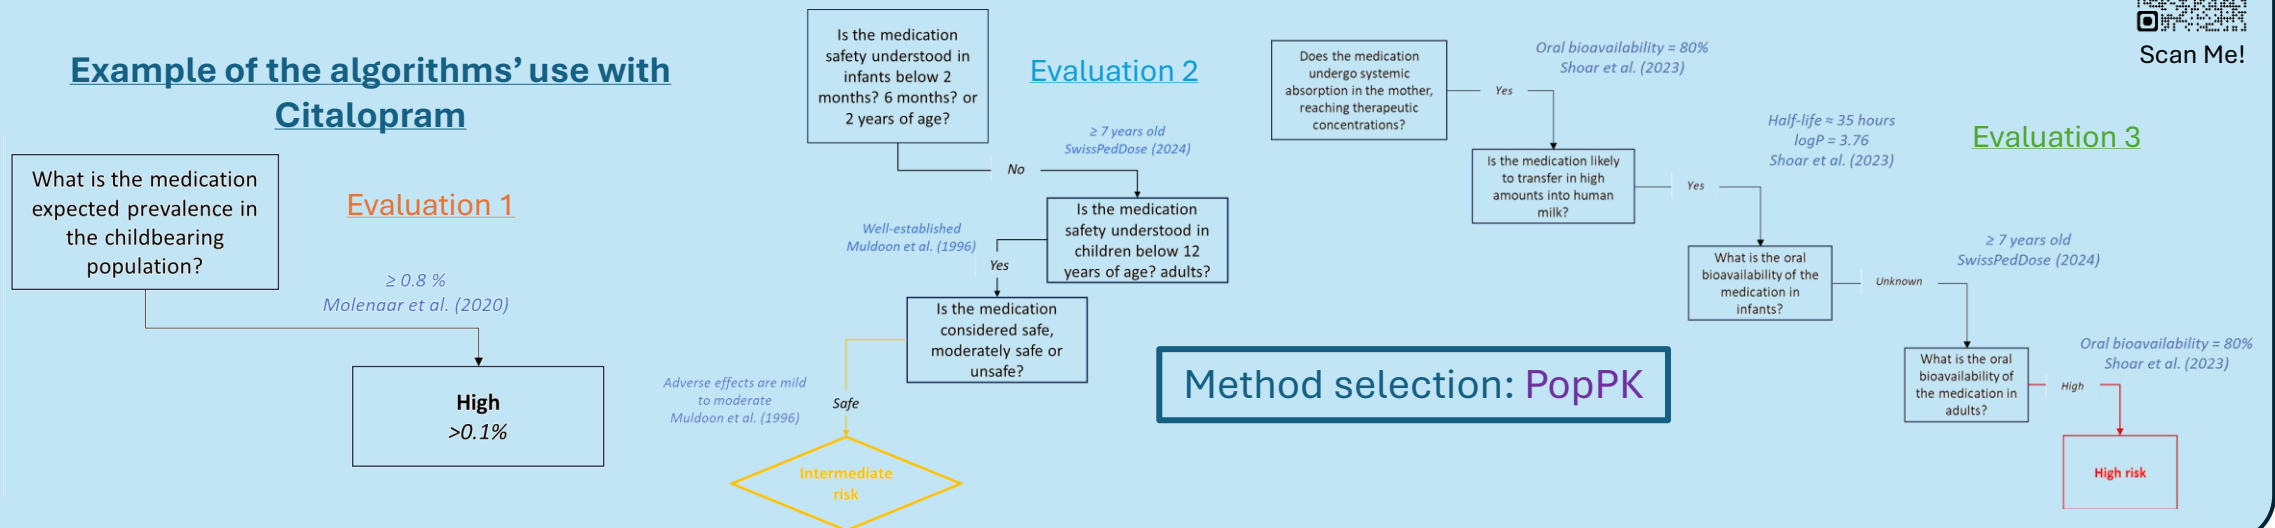 Example of the algorithms’ use with
Citalopram
What is the medication
expected prevalence in
the childbearing
population?
Evaluation 1
≥ 0.8 %
Molenaar et al. (2020)
High
>0.1%
Is the medication
safety understood in
infants below 2
months? 6 months? or
2 years of age?
Evaluation 2
≥ 7 years old
SwissPedDose (2024)
No
Is the medication
safety understood in
children below 12
years of age? adults?
Well-established
Muldoon et al. (1996)
Yes
Is the medication
considered safe,
moderately safe or
unsafe?
Adverse effects are mild
to moderate
Muldoon et al. (1996)
Safe
Intermediate
risk
Method selection: PopPK
Does the medication
undergo systemic
absorption in the mother,
reaching therapeutic
concentrations?
Yes
Oral bioavailability = 80%
Shoar et al. (2023)
Is the medication likely
to transfer in high
amounts into human
milk?
Yes
Half-life ≈ 35 hours
logP = 3.76
Shoar et al. (2023)
Evaluation 3
What is the oral
bioavailability of the
medication in
infants?
Unknown
≥ 7 years old
SwissPedDose (2024)
What is the oral
bioavailability of
the medication in
adults?
High
Oral bioavailability = 80%
Shoar et al. (2023)
High risk
Scan Me!